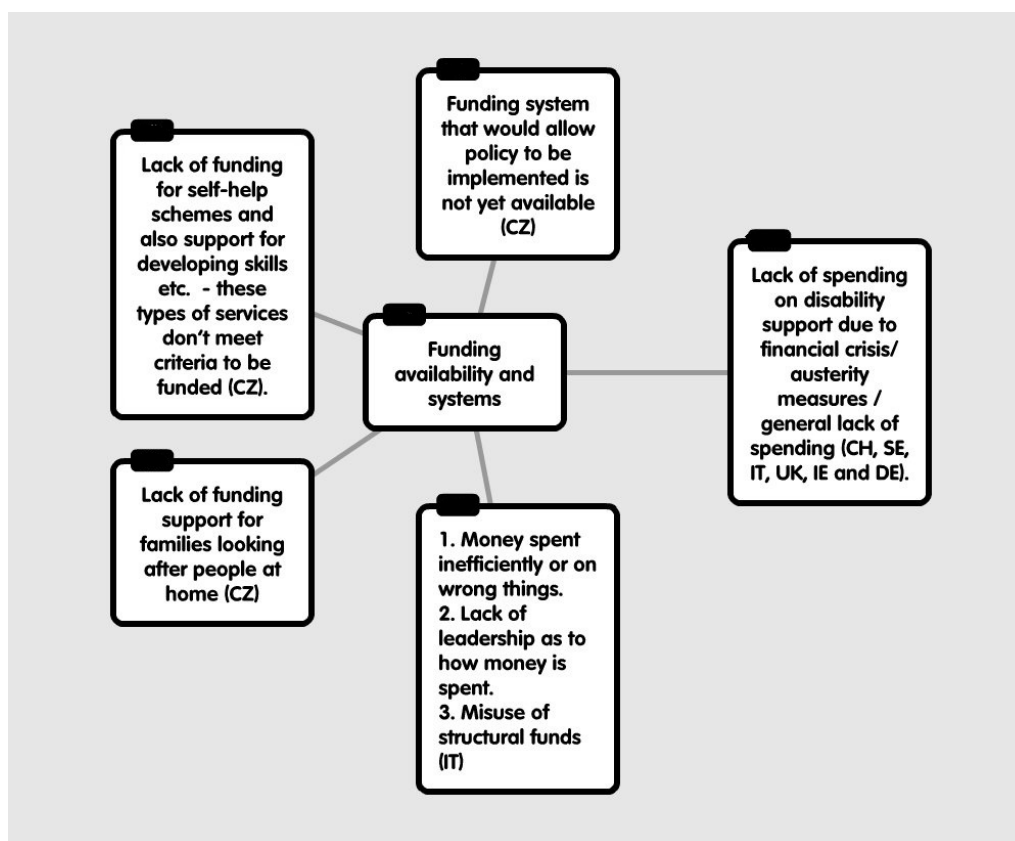 Funding system
that would allow
policy to be
implemented is
not yet available
(CZ)
Lack of funding
for self-help
schemes and
also support for
developing skills
etc.  - these
types of services
don't meet
criteria to be
funded (CZ).
Lack of spending
on disability
support due to
financial crisis/
austerity
measures /
general lack of
spending (CH, SE,
IT, UK, IE and DE).
Funding
availability and
systems
Lack of funding
support for
families looking
after people at
home (CZ)
1. Money spent
inefficiently or on
wrong things.
2. Lack of
leadership as to
how money is
spent.
3. Misuse of
structural funds
(IT)